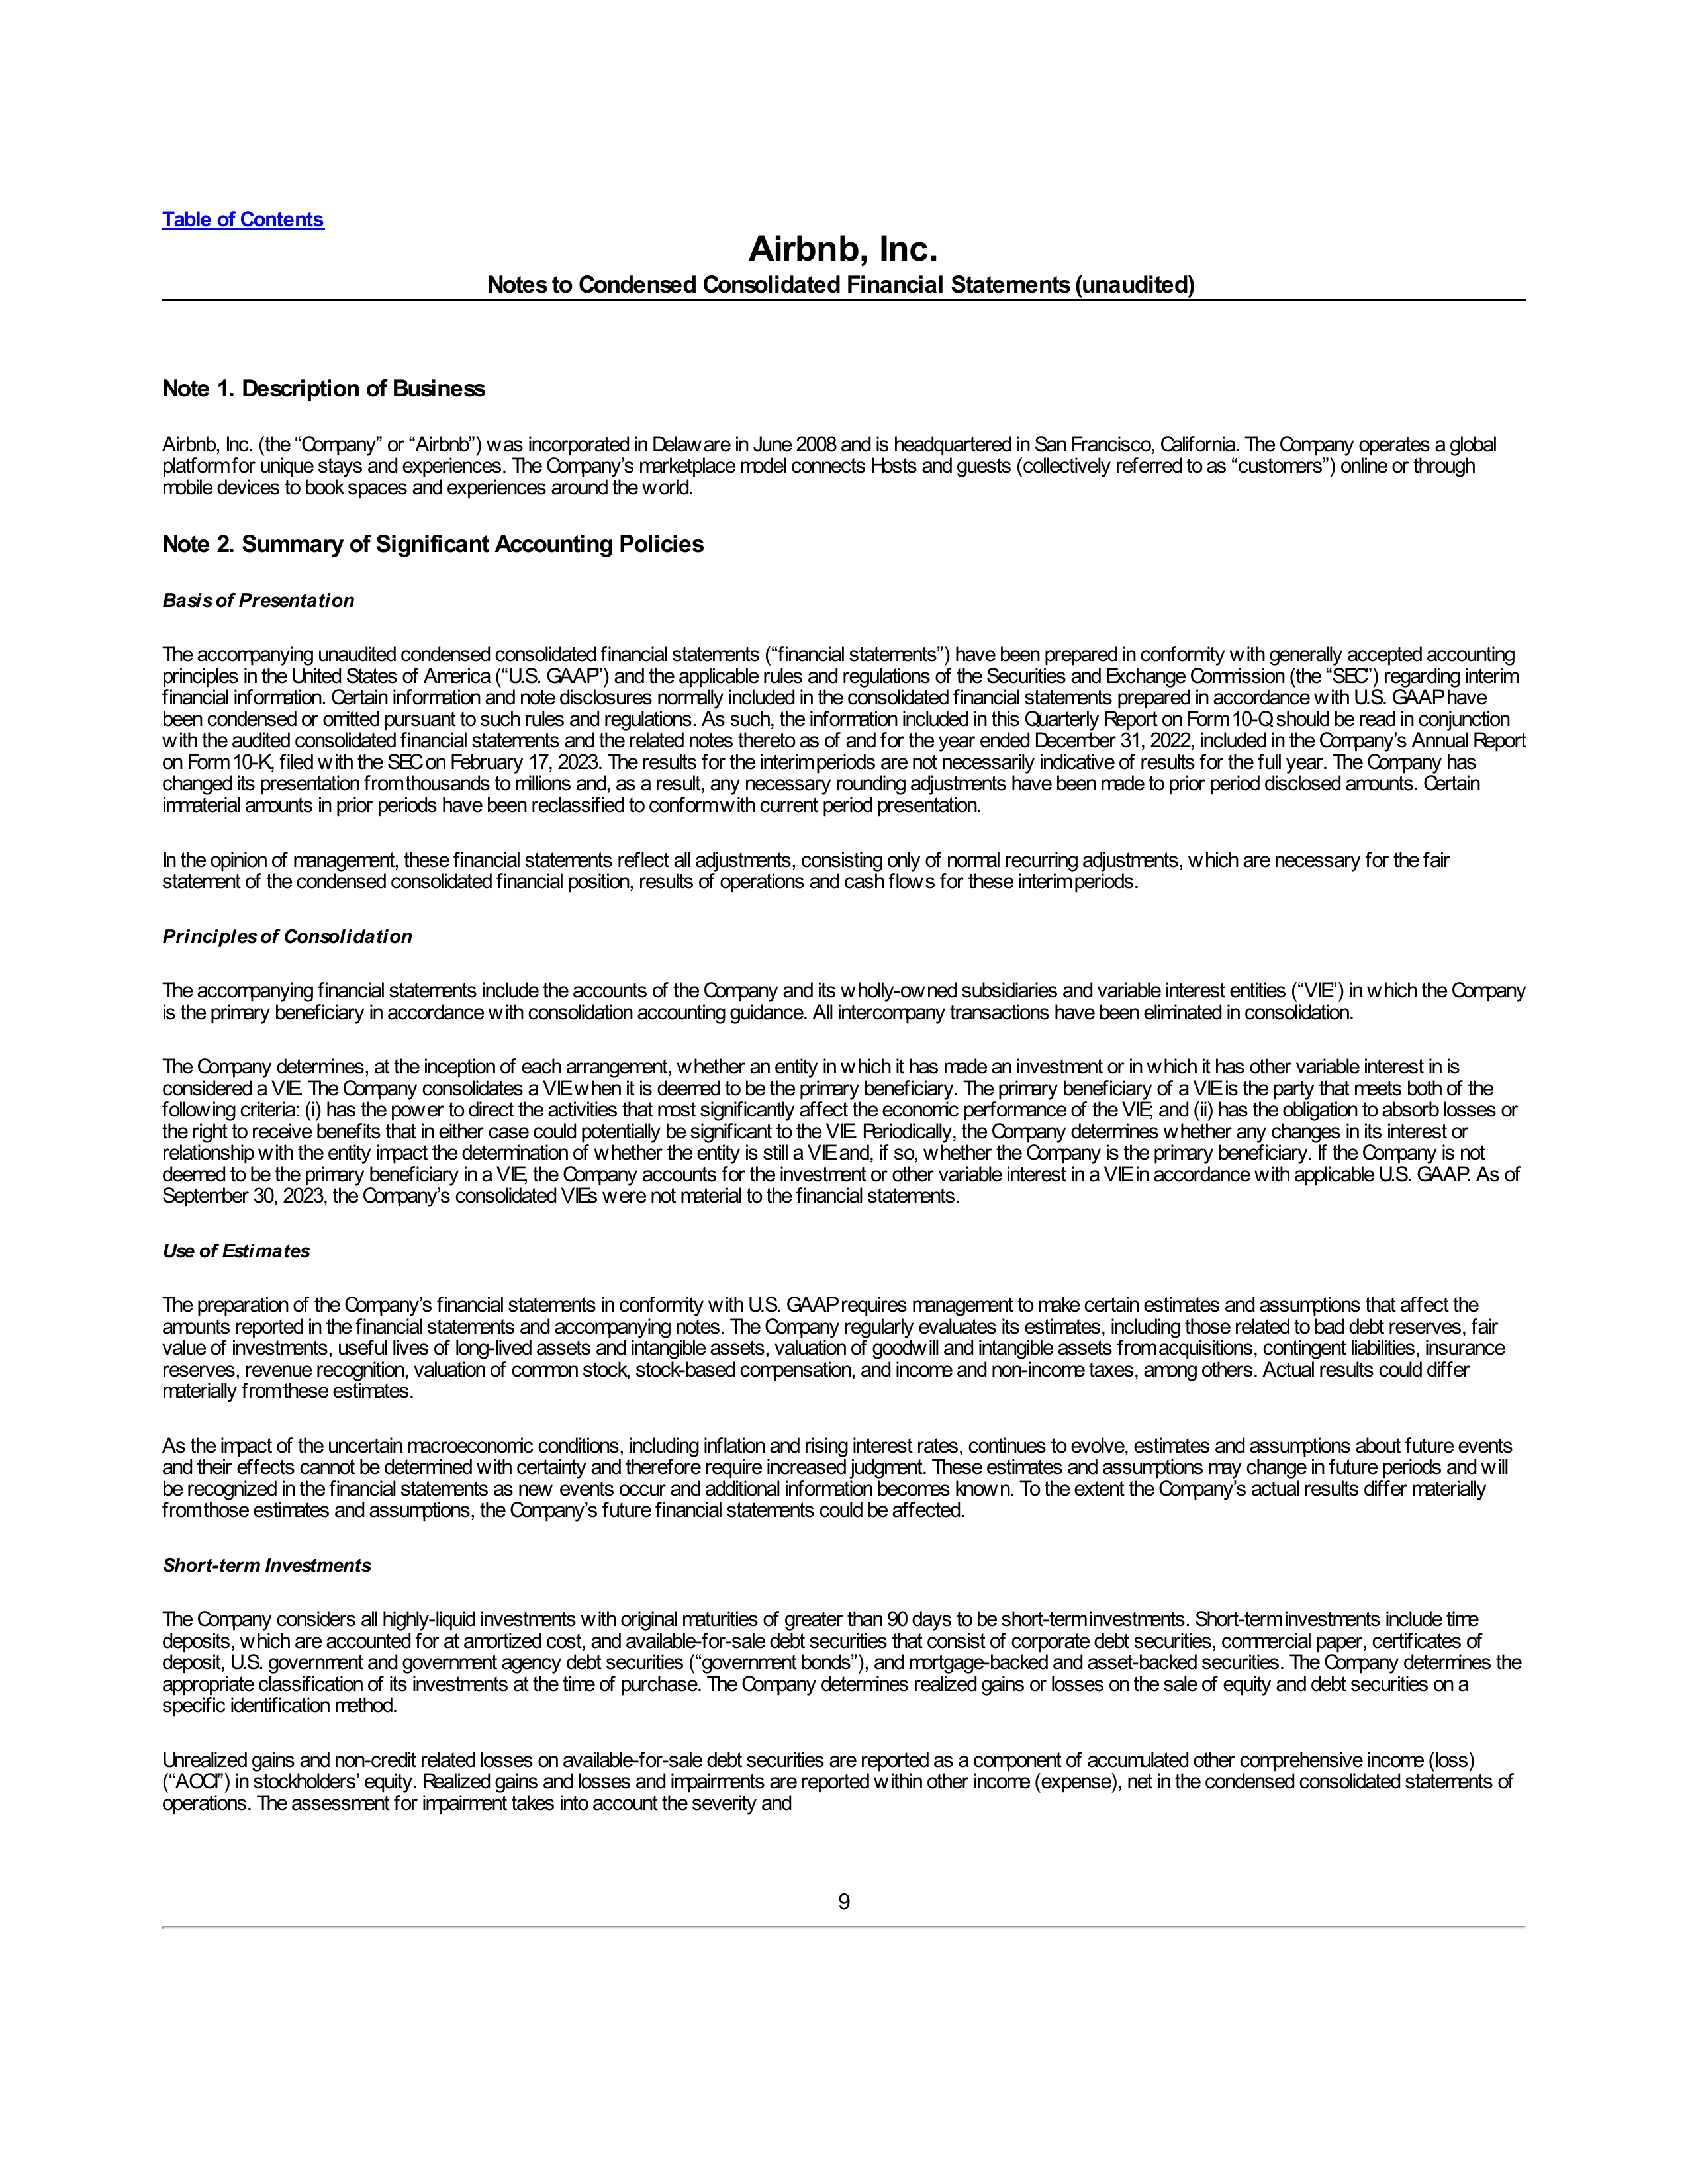 Table of Contents
Airbnb, Inc.
Notes to Condensed Consolidated Financial Statements (unaudited)
Note 1. Description of Business
Airbnb, Inc. (the “Company” or “Airbnb”) was incorporated in Delaware in June 2008 and is headquartered in San Francisco, California. The Company operates a global
platform for unique stays and experiences. The Company’s marketplace model connects Hosts and guests (collectively referred to as “customers”) online or through
mobile devices to book spaces and experiences around the world.
Note 2. Summary of Significant Accounting Policies
Basis of Presentation
The accompanying unaudited condensed consolidated financial statements (“financial statements”) have been prepared in conformity with generally accepted accounting
principles in the United States of America (“U.S. GAAP”) and the applicable rules and regulations of the Securities and Exchange Commission (the “SEC”) regarding interim
financial information. Certain information and note disclosures normally included in the consolidated financial statements prepared in accordance with U.S. GAAP have
been condensed or omitted pursuant to such rules and regulations. As such, the information included in this Quarterly Report on Form 10-Q should be read in conjunction
with the audited consolidated financial statements and the related notes thereto as of and for the year ended December 31, 2022, included in the Company’s Annual Report
on Form 10-K, filed with the SEC on February 17, 2023. The results for the interim periods are not necessarily indicative of results for the full year. The Company has
changed its presentation from thousands to millions and, as a result, any necessary rounding adjustments have been made to prior period disclosed amounts. Certain
immaterial amounts in prior periods have been reclassified to conform with current period presentation.
In the opinion of management, these financial statements reflect all adjustments, consisting only of normal recurring adjustments, which are necessary for the fair
statement of the condensed consolidated financial position, results of operations and cash flows for these interim periods.
Principles of Consolidation
The accompanying financial statements include the accounts of the Company and its wholly-owned subsidiaries and variable interest entities (“VIE”) in which the Company
is the primary beneficiary in accordance with consolidation accounting guidance. All intercompany transactions have been eliminated in consolidation.
The Company determines, at the inception of each arrangement, whether an entity in which it has made an investment or in which it has other variable interest in is
considered a VIE. The Company consolidates a VIE when it is deemed to be the primary beneficiary. The primary beneficiary of a VIE is the party that meets both of the
following criteria: (i) has the power to direct the activities that most significantly affect the economic performance of the VIE; and (ii) has the obligation to absorb losses or
the right to receive benefits that in either case could potentially be significant to the VIE. Periodically, the Company determines whether any changes in its interest or
relationship with the entity impact the determination of whether the entity is still a VIE and, if so, whether the Company is the primary beneficiary. If the Company is not
deemed to be the primary beneficiary in a VIE, the Company accounts for the investment or other variable interest in a VIE in accordance with applicable U.S. GAAP. As of
September 30, 2023, the Company’s consolidated VIEs were not material to the financial statements.
Use of Estimates
The preparation of the Company’s financial statements in conformity with U.S. GAAP requires management to make certain estimates and assumptions that affect the
amounts reported in the financial statements and accompanying notes. The Company regularly evaluates its estimates, including those related to bad debt reserves, fair
value of investments, useful lives of long-lived assets and intangible assets, valuation of goodwill and intangible assets from acquisitions, contingent liabilities, insurance
reserves, revenue recognition, valuation of common stock, stock-based compensation, and income and non-income taxes, among others. Actual results could differ
materially from these estimates.
As the impact of the uncertain macroeconomic conditions, including inflation and rising interest rates, continues to evolve, estimates and assumptions about future events
and their effects cannot be determined with certainty and therefore require increased judgment. These estimates and assumptions may change in future periods and will
be recognized in the financial statements as new events occur and additional information becomes known. To the extent the Company’s actual results differ materially
from those estimates and assumptions, the Company’s future financial statements could be affected.
Short-term Investments
The Company considers all highly-liquid investments with original maturities of greater than 90 days to be short-term investments. Short-term investments include time
deposits, which are accounted for at amortized cost, and available-for-sale debt securities that consist of corporate debt securities, commercial paper, certificates of
deposit, U.S. government and government agency debt securities (“government bonds”), and mortgage-backed and asset-backed securities. The Company determines the
appropriate classification of its investments at the time of purchase. The Company determines realized gains or losses on the sale of equity and debt securities on a
specific identification method.
Unrealized gains and non-credit related losses on available-for-sale debt securities are reported as a component of accumulated other comprehensive income (loss)
(“AOCI”) in stockholders’ equity. Realized gains and losses and impairments are reported within other income (expense), net in the condensed consolidated statements of
operations. The assessment for impairment takes into account the severity and
9